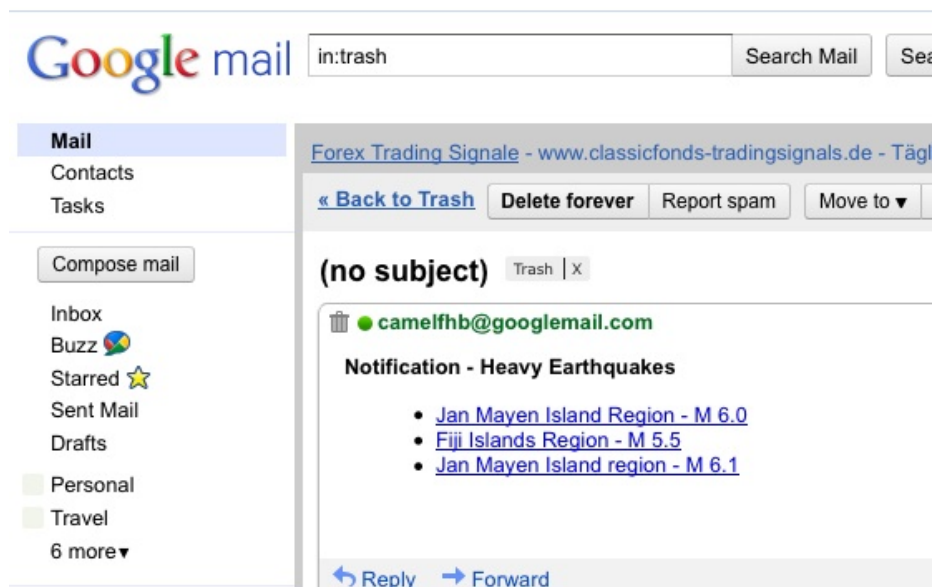 Google mail in:trash Search Mail
Mail
Contacts
Tasks
Compose mail
Inbox
Buzz
Starred
Sent Mail
Drafts
Personal
Travel
6 more▼
Forex Trading Signale - www.classicfonds-tradingsignals.de -
« Back to Trash Delete forever Report spam Move to ▼
(no subject) Trash | X
camelfhb@googlemail.com
Notification - Heavy Earthquakes
• Jan Mayen Island Region - M 6.0
• Fiji Islands Region - M 5.5
• Jan Mayen Island region - M 6.1
Reply Forward